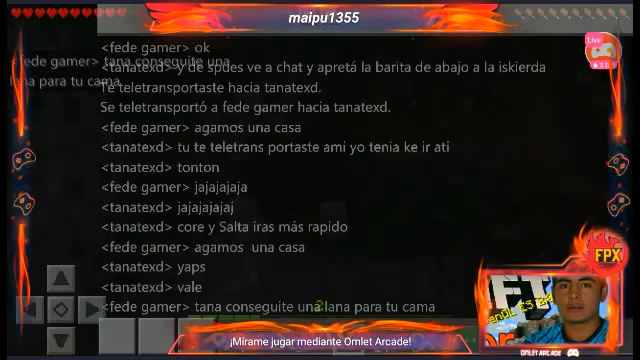 maipu1355
<fede gamer> ok
<fede gamer> tana conseguite una
lana para tu cama
<tanatexd> y de spues ve a chat y apretá la barita de abajo a la iskierda
Te teletransportaste hacia tanatexd.
Se teletransportó a fede gamer hacia tanatexd.
<fede gamer> agamos una casa
<tanatexd> tu te teletrans portaste ami yo tenia ke ir ati
<tanatexd> tonton
<fede gamer> jajajajaja
<tanatexd> jajajajajaj
<tanatexd> core y Salta iras más rapido
<fede gamer> agamos  una casa
<tanatexd> yaps
<tanatexd> vale
<fede gamer> tana conseguite una lana para tu cama
2
¡Mírame jugar mediante Omlet Arcade!
Live
FPX
OMLET ARCADE